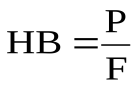 HB = P/F